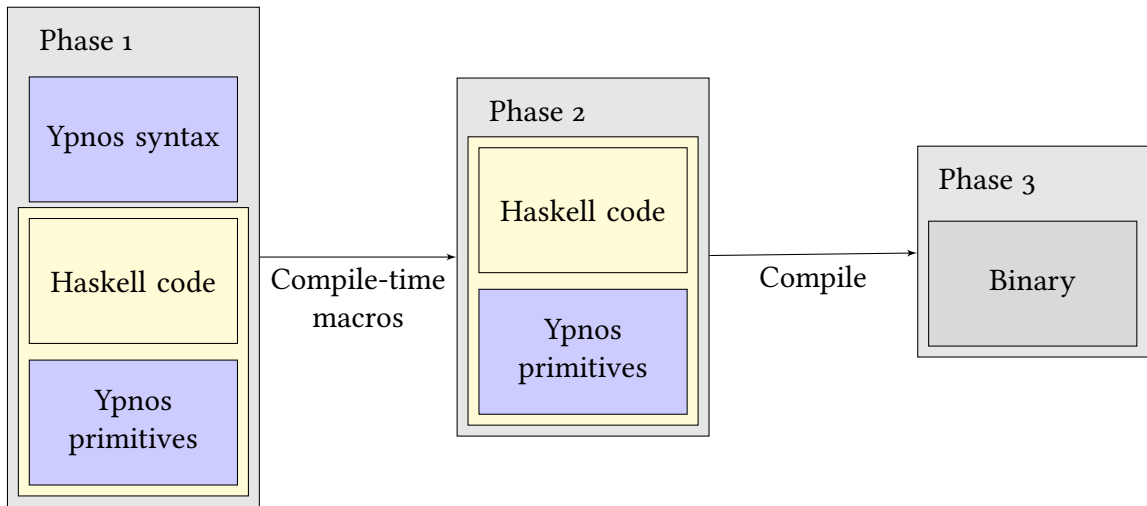 Phase 1
Ypnos syntax
Haskell code
Ypnos
primitives
Compile-time
macros
Phase 2
Haskell code
Ypnos
primitives
Compile
Phase 3
Binary